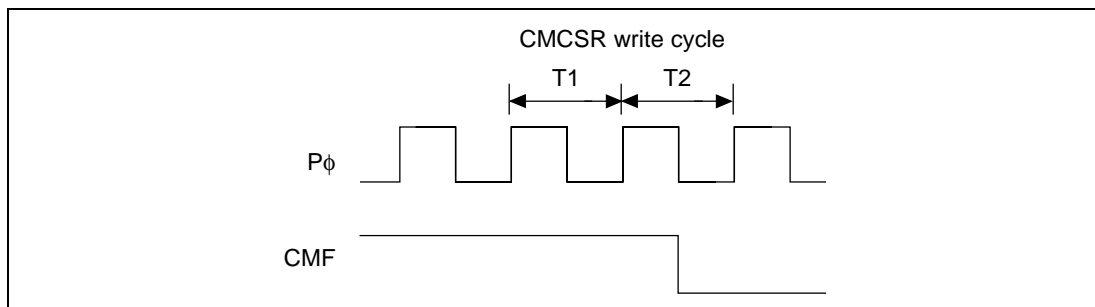 CMCSR write cycle
T1 T2
Pϕ
CMF